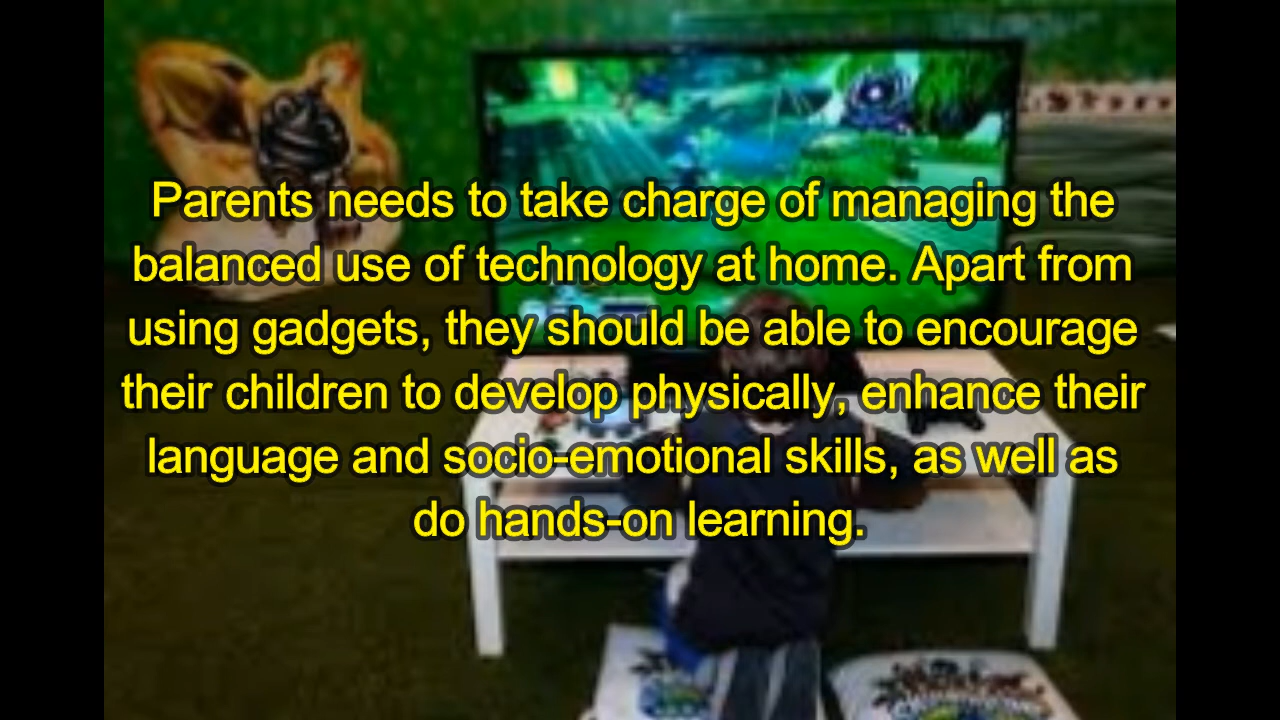 Parents needs to take charge of managing the
balanced use of technology at home. Apart from
using gadgets, they should be able to encourage
their children to develop physically, enhance their
language and socio-emotional skills, as well as
do hands-on learning.